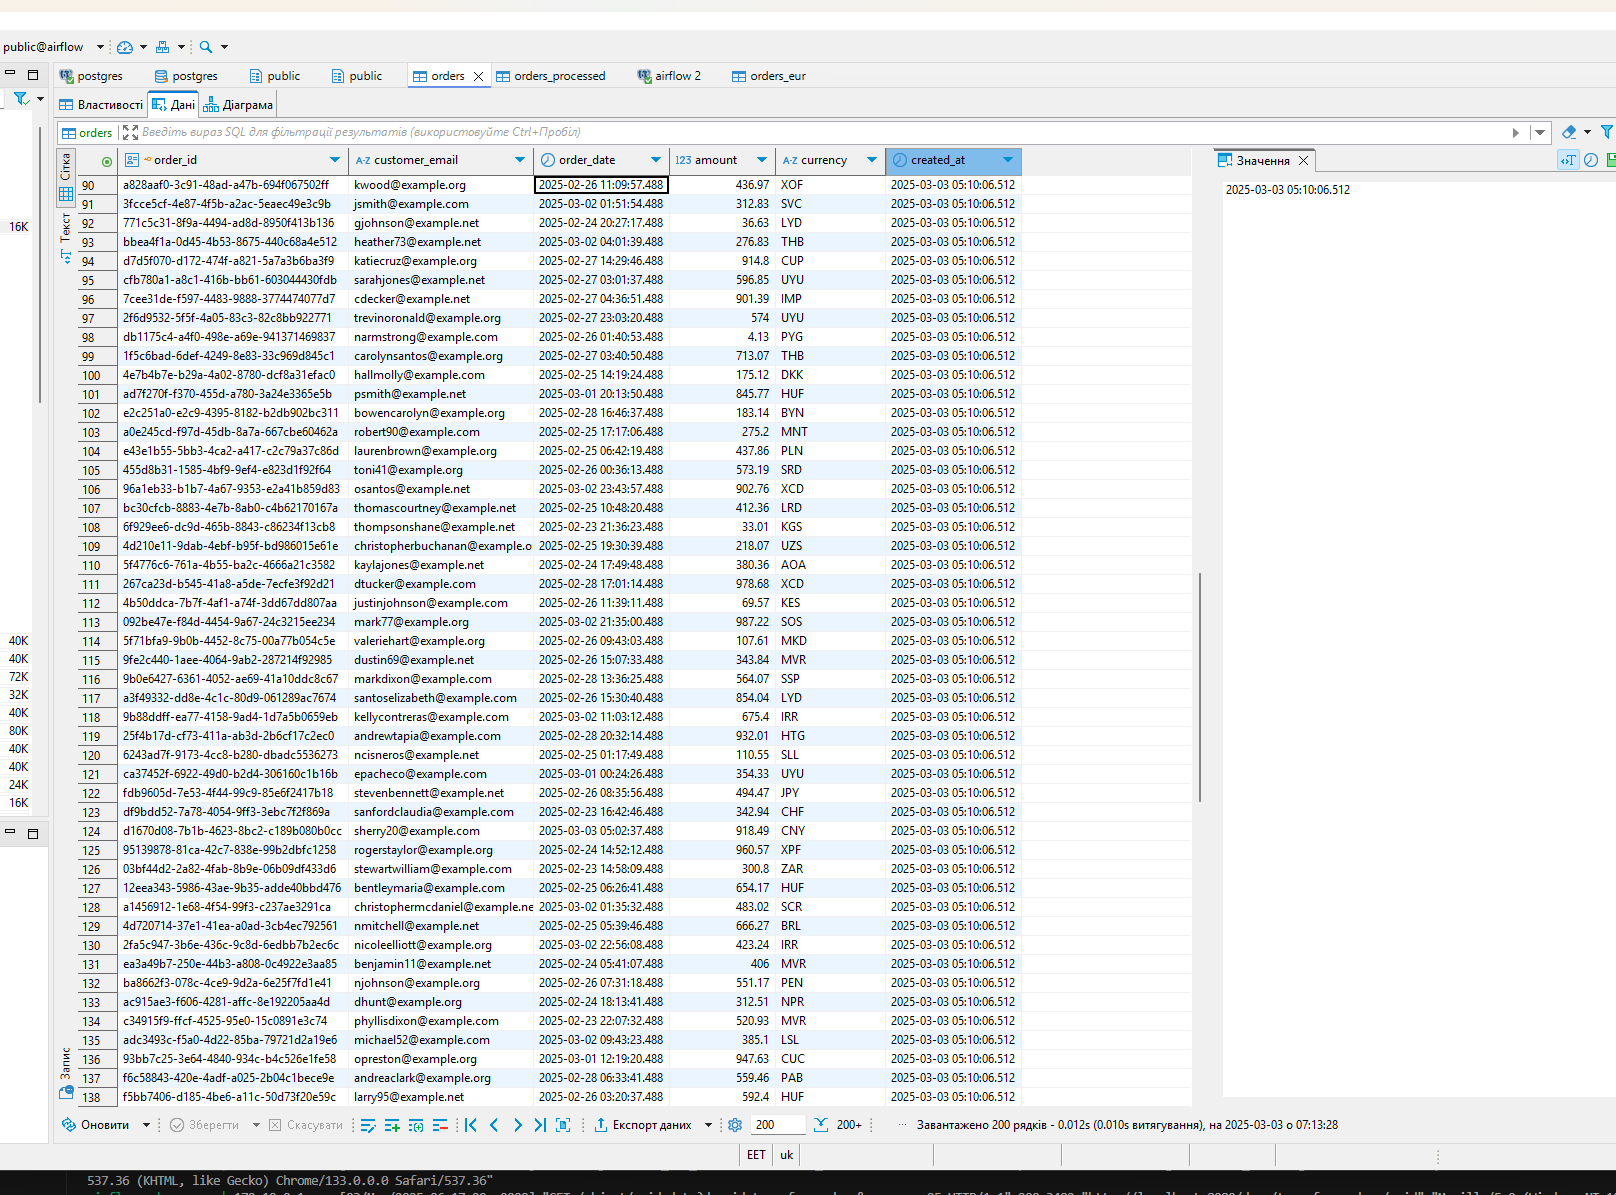 public@airflow
postgres postgres public public orders orders_processed airflow 2 orders_eur
Властивості Дані Діаграма
orders Введіть вираз SQL для фільтрації результатів (використовуйте Ctrl+Пробіл)
order_id A-Z customer_email order_date 123 amount A-Z currency created_at
Сітка
Текст
Запис
Значення
2025-03-03 05:10:06.512
16K
40K
40K
72K
32K
40K
80K
40K
40K
24K
16K
90 a828aaf0-3c91-48ad-a47b-694f067502ff kwood@example.org 2025-02-26 11:09:57.488 436.97 XOF 2025-03-03 05:10:06.512
91 3fcce5cf-4e87-4f5b-a2ac-5eaec49e3c9b jsmith@example.com 2025-03-02 01:51:54.488 312.83 SVC 2025-03-03 05:10:06.512
92 771c5c31-8f9a-4494-ad8d-8950f413b136 gjohnson@example.net 2025-02-24 20:27:17.488 36.63 LYD 2025-03-03 05:10:06.512
93 bbea4f1a-0d45-4b53-8675-440c68a4e512 heather73@example.net 2025-03-02 04:01:39.488 276.83 THB 2025-03-03 05:10:06.512
94 d7d5f070-d172-474f-a821-5a7a3b6ba3f9 katiecruz@example.org 2025-02-27 14:29:46.488 914.8 CUP 2025-03-03 05:10:06.512
95 cfb780a1-a8c1-416b-bb61-603044430fdb sarahjones@example.net 2025-02-27 03:01:37.488 596.85 UYU 2025-03-03 05:10:06.512
96 7cee31de-f597-4483-9888-3774474077d7 cdecker@example.net 2025-02-27 04:36:51.488 901.39 IMP 2025-03-03 05:10:06.512
97 2f6d9532-5f5f-4a05-83c3-82c8bb922771 trevinoronald@example.org 2025-02-27 23:03:20.488 574 UYU 2025-03-03 05:10:06.512
98 db1175c4-a4f0-498e-a69e-941371469837 narmstrong@example.com 2025-02-26 01:40:53.488 4.13 PYG 2025-03-03 05:10:06.512
99 1f5c6bad-6def-4249-8e83-33c969d845c1 carolynsantos@example.org 2025-02-27 03:40:50.488 713.07 THB 2025-03-03 05:10:06.512
100 4e7b4b7e-b29a-4a02-8780-dcf8a31efac0 hallmolly@example.com 2025-02-25 14:19:24.488 175.12 DKK 2025-03-03 05:10:06.512
101 ad7f270f-f370-455d-a780-3a24e3365e5b psmith@example.net 2025-03-01 20:13:50.488 845.77 HUF 2025-03-03 05:10:06.512
102 e2c251a0-e2c9-4395-8182-b2db902bc311 bowencarolyn@example.org 2025-02-28 16:46:37.488 183.14 BYN 2025-03-03 05:10:06.512
103 a0e245cd-f97d-45db-8a7a-667cbe60462a robert90@example.com 2025-02-25 17:17:06.488 275.2 MNT 2025-03-03 05:10:06.512
104 e43e1b55-5bb3-4ca2-a417-c2c79a37c86d laurenbrown@example.org 2025-02-25 06:42:19.488 437.86 PLN 2025-03-03 05:10:06.512
105 455d8b31-1585-4bf9-9ef4-e823d1f92f64 toni41@example.org 2025-02-26 00:36:13.488 573.19 SRD 2025-03-03 05:10:06.512
106 96a1eb33-b1b7-4a67-9353-e2a41b859d83 osantos@example.net 2025-03-02 23:43:57.488 902.76 XCD 2025-03-03 05:10:06.512
107 bc30cfcb-8883-4e7b-8ab0-c4b62170167a thomascourtney@example.net 2025-02-25 10:48:20.488 412.36 LRD 2025-03-03 05:10:06.512
108 6f929ee6-dc9d-465b-8843-c86234f13cb8 thompsonshane@example.net 2025-02-23 21:36:23.488 33.01 KGS 2025-03-03 05:10:06.512
109 4d210e11-9dab-4ebf-b95f-bd986015e61e christopherbuchanan@example.o 2025-02-25 19:30:39.488 218.07 UZS 2025-03-03 05:10:06.512
110 5f4776c6-761a-4b55-ba2c-4666a21c3582 kaylajones@example.net 2025-02-24 17:49:48.488 380.36 AOA 2025-03-03 05:10:06.512
111 267ca23d-b545-41a8-a5de-7ecfe3f92d21 dtucker@example.com 2025-02-28 17:01:14.488 978.68 XCD 2025-03-03 05:10:06.512
112 4b50ddca-7b7f-4af1-a74f-3dd67dd807aa justinjohnson@example.com 2025-02-26 11:39:11.488 69.57 KES 2025-03-03 05:10:06.512
113 092be47e-f84d-4454-9a67-24c3215ee234 mark77@example.org 2025-03-02 21:35:00.488 987.22 SOS 2025-03-03 05:10:06.512
114 5f71bfa9-9b0b-4452-8c75-00a77b054c5e valeriehart@example.org 2025-02-26 09:43:03.488 107.61 MKD 2025-03-03 05:10:06.512
115 9fe2c440-1aee-4064-9ab2-287214f92985 dustin69@example.net 2025-02-26 15:07:33.488 343.84 MVR 2025-03-03 05:10:06.512
116 9b0e6427-6361-4052-ae69-41a10ddc8c67 markdixon@example.com 2025-02-28 13:36:25.488 564.07 SSP 2025-03-03 05:10:06.512
117 a3f49332-dd8e-4c1c-80d9-061289ac7674 santoselizabeth@example.com 2025-02-26 15:30:40.488 854.04 LYD 2025-03-03 05:10:06.512
118 9b88ddff-ea77-4158-9ad4-1d7a5b0659eb kellycontreras@example.com 2025-03-02 11:03:12.488 675.4 IRR 2025-03-03 05:10:06.512
119 25f4b17d-cf73-411a-ab3d-2b6cf17c2ec0 andrewtapia@example.com 2025-02-28 20:32:14.488 932.01 HTG 2025-03-03 05:10:06.512
120 6243ad7f-9173-4cc8-b280-dbadc5536273 ncisneros@example.net 2025-02-25 01:17:49.488 110.55 SLL 2025-03-03 05:10:06.512
121 ca37452f-6922-49d0-b2d4-306160c1b16b epacheco@example.com 2025-03-01 00:24:26.488 354.33 UYU 2025-03-03 05:10:06.512
122 fdb9605d-7e53-4f44-99c9-85e6f2417b18 stevenbennett@example.net 2025-02-26 08:35:56.488 494.47 JPY 2025-03-03 05:10:06.512
123 df9bdd52-7a78-4054-9ff3-3ebc7f2f869a sanfordclaudia@example.com 2025-02-23 16:42:46.488 342.94 CHF 2025-03-03 05:10:06.512
124 d1670d08-7b1b-4623-8bc2-c189b080b0cc sherry20@example.com 2025-03-03 05:02:37.488 918.49 CNY 2025-03-03 05:10:06.512
125 95139878-81ca-42c7-838e-99b2dbfc1258 rogerstaylor@example.org 2025-02-24 14:52:12.488 960.57 XPF 2025-03-03 05:10:06.512
126 03bf44d2-2a82-4fab-8b9e-06b09df433d6 stewartwilliam@example.com 2025-02-23 14:58:09.488 300.8 ZAR 2025-03-03 05:10:06.512
127 12eea343-5986-43ae-9b35-adde40bbd476 bentleymaria@example.com 2025-02-25 06:26:41.488 654.17 HUF 2025-03-03 05:10:06.512
128 a1456912-1e68-4f54-99f3-c237ae3291ca christophermcdaniel@example.ne 2025-03-02 01:35:32.488 483.02 SCR 2025-03-03 05:10:06.512
129 4d720714-37e1-41ea-a0ad-3cb4ec792561 nmitchell@example.net 2025-02-25 05:39:46.488 666.27 BRL 2025-03-03 05:10:06.512
130 2fa5c947-3b6e-436c-9c8d-6edbb7b2ec6c nicoleelliott@example.org 2025-03-02 22:56:08.488 423.24 IRR 2025-03-03 05:10:06.512
131 ea3a49b7-250e-44b3-a808-0c4922e3aa85 benjamin11@example.net 2025-02-24 05:41:07.488 406 MVR 2025-03-03 05:10:06.512
132 ba8662f3-078c-4ce9-9d2a-6e25f7fd1e41 njohnson@example.com 2025-02-26 07:31:18.488 551.17 PEN 2025-03-03 05:10:06.512
133 ac915ae3-f606-4281-affc-8e192205aa4d dhunt@example.org 2025-02-24 18:13:41.488 312.51 NPR 2025-03-03 05:10:06.512
134 c34915f9-ffcf-4525-95e0-15c0891e3c74 phyllisdixon@example.com 2025-02-23 22:07:32.488 520.93 MVR 2025-03-03 05:10:06.512
135 adc3493c-f5a0-4d22-85ba-79721d2a19e6 michael52@example.com 2025-03-02 09:43:23.488 385.1 LSL 2025-03-03 05:10:06.512
136 93bb7c25-3e64-4840-934c-b4c526e1fe58 opreston@example.org 2025-03-01 12:19:20.488 947.63 CUC 2025-03-03 05:10:06.512
137 f6c58843-420e-4adf-a025-2b04c1bece9e andreaclark@example.org 2025-02-28 06:33:41.488 559.46 PAB 2025-03-03 05:10:06.512
138 f5bb7406-d185-4be6-a11c-50d73f20e59c larry95@example.net 2025-02-26 03:20:37.488 592.4 HUF 2025-03-03 05:10:06.512
Оновити Зберегти Скасувати Експорт данних 200 200+ ··· Завантажено 200 рядків - 0.012s (0.010s витягування), на 2025-03-03 о 07:13:28
EET uk
537.36 (KHTML, like Gecko) Chrome/133.0.0.0 Safari/537.36"